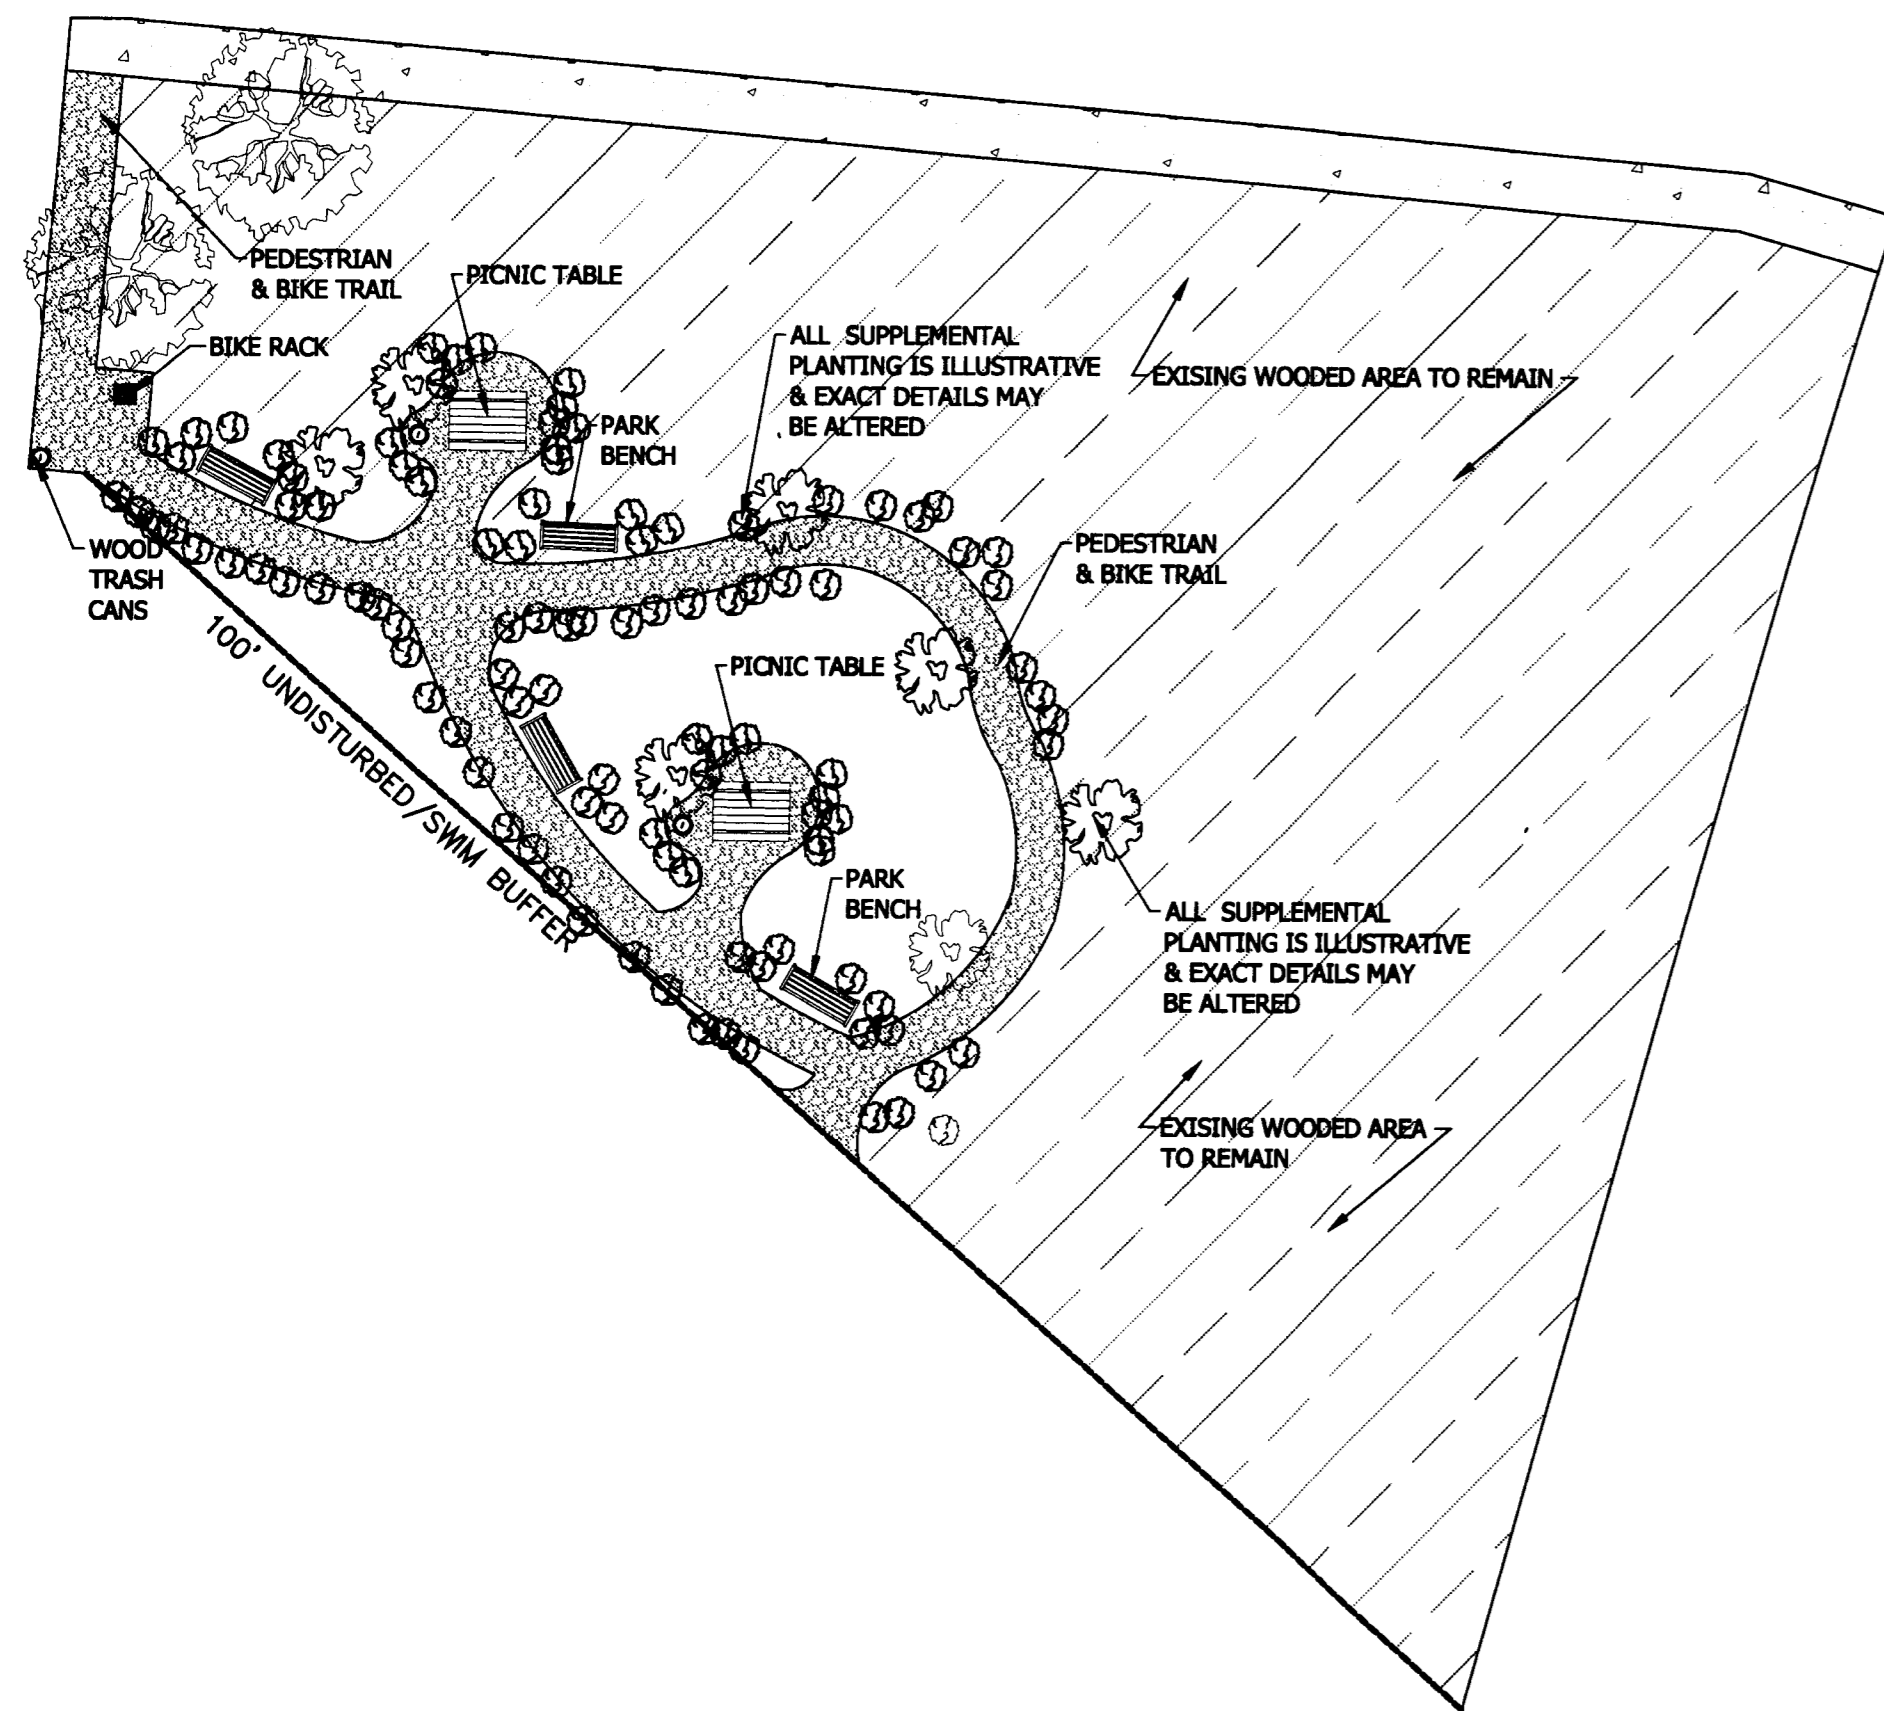 PEDESTRIAN
& BIKE TRAIL
PICNIC TABLE
BIKE RACK
ALL SUPPLEMENTAL
PLANTING IS ILLUSTRATIVE
& EXACT DETAILS MAY
BE ALTERED
EXISING WOODED AREA TO REMAIN
PARK
BENCH
WOOD
TRASH
CANS
PEDESTRIAN
& BIKE TRAIL
100' UNDISTURBED/SWIM BUFFER
PICNIC TABLE
PARK
BENCH
ALL SUPPLEMENTAL
PLANTING IS ILLUSTRATIVE
& EXACT DETAILS MAY
BE ALTERED
EXISING WOODED AREA
TO REMAIN